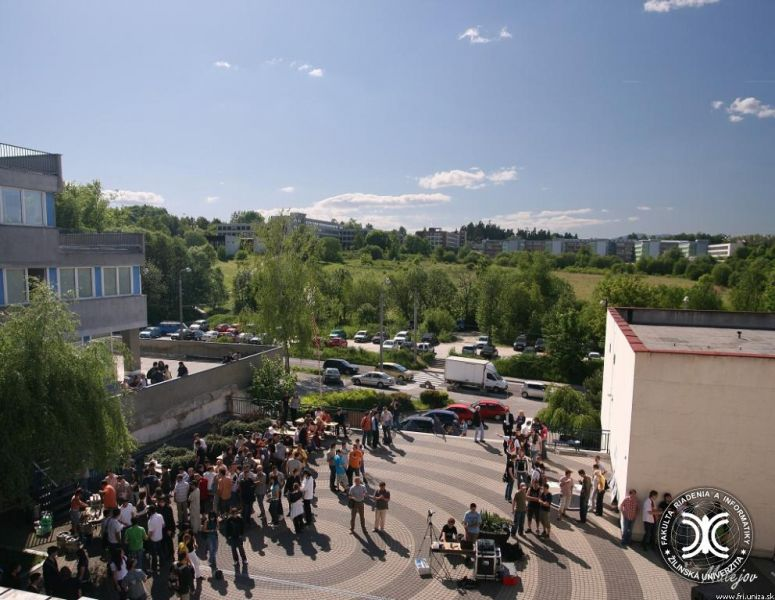 FAKULTA RIADENIA A INFORMATIKY
ŽILINSKÁ UNIVERZITA
www.fri.uniza.sk